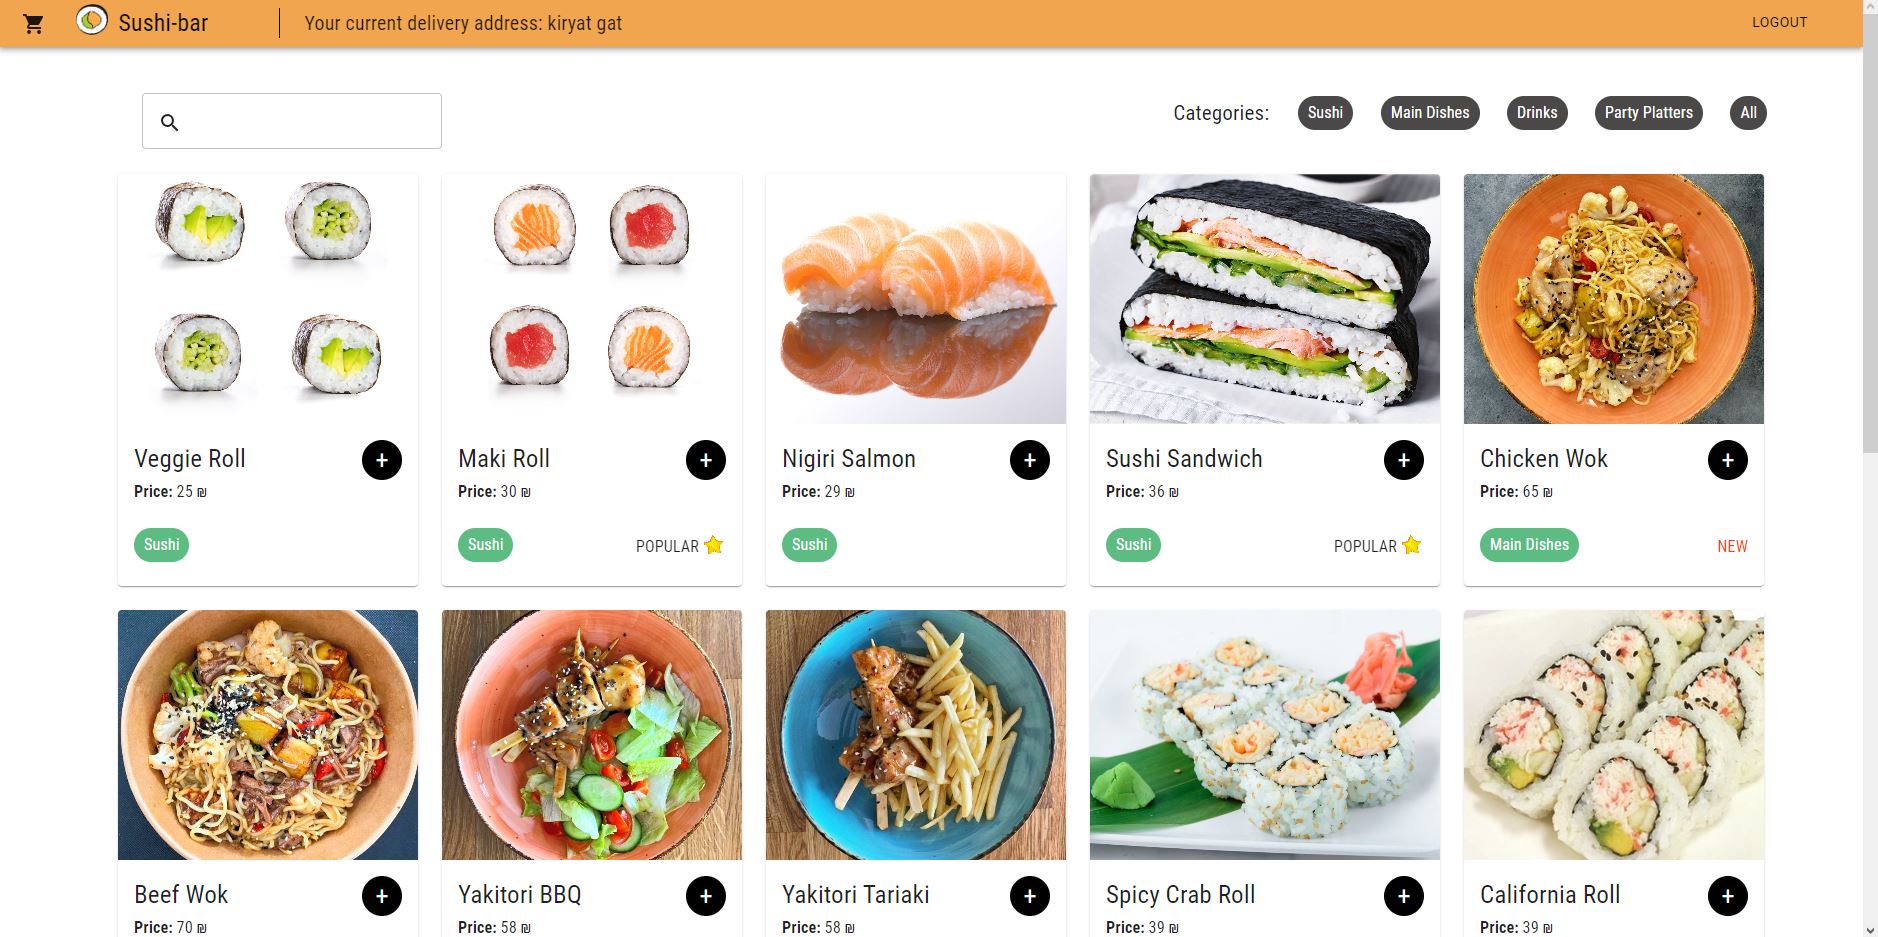 Sushi-bar
Your current delivery address: kiryat gat
LOGOUT
Categories:
Sushi
Main Dishes
Drinks
Party Platters
All
Veggie Roll
+
Price: 25 ₪
Sushi
Maki Roll
+
Price: 30 ₪
Sushi
POPULAR
Nigiri Salmon
+
Price: 29 ₪
Sushi
Sushi Sandwich
+
Price: 36 ₪
Sushi
POPULAR
Chicken Wok
+
Price: 65 ₪
Main Dishes
NEW
Beef Wok
+
Price: 70 ₪
Yakitori BBQ
+
Price: 58 ₪
Yakitori Tariaki
+
Price: 58 ₪
Spicy Crab Roll
+
Price: 39 ₪
California Roll
+
Price: 39 ₪